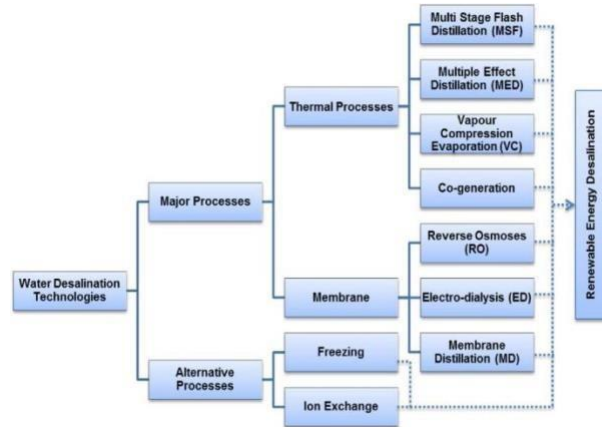 Multi Stage Flash
Distillation (MSF)
Multiple Effect
Distillation (MED)
Thermal Processes
Vapour
Compression
Evaporation (VC)
Co-generation
Major Processes
Reverse Osmoses
(RO)
Water Desalination
Technologies
Membrane
Electro-dialysis (ED)
Membrane
Distillation (MD)
Alternative
Processes
Freezing
Ion Exchange
Renewable Energy Desalination